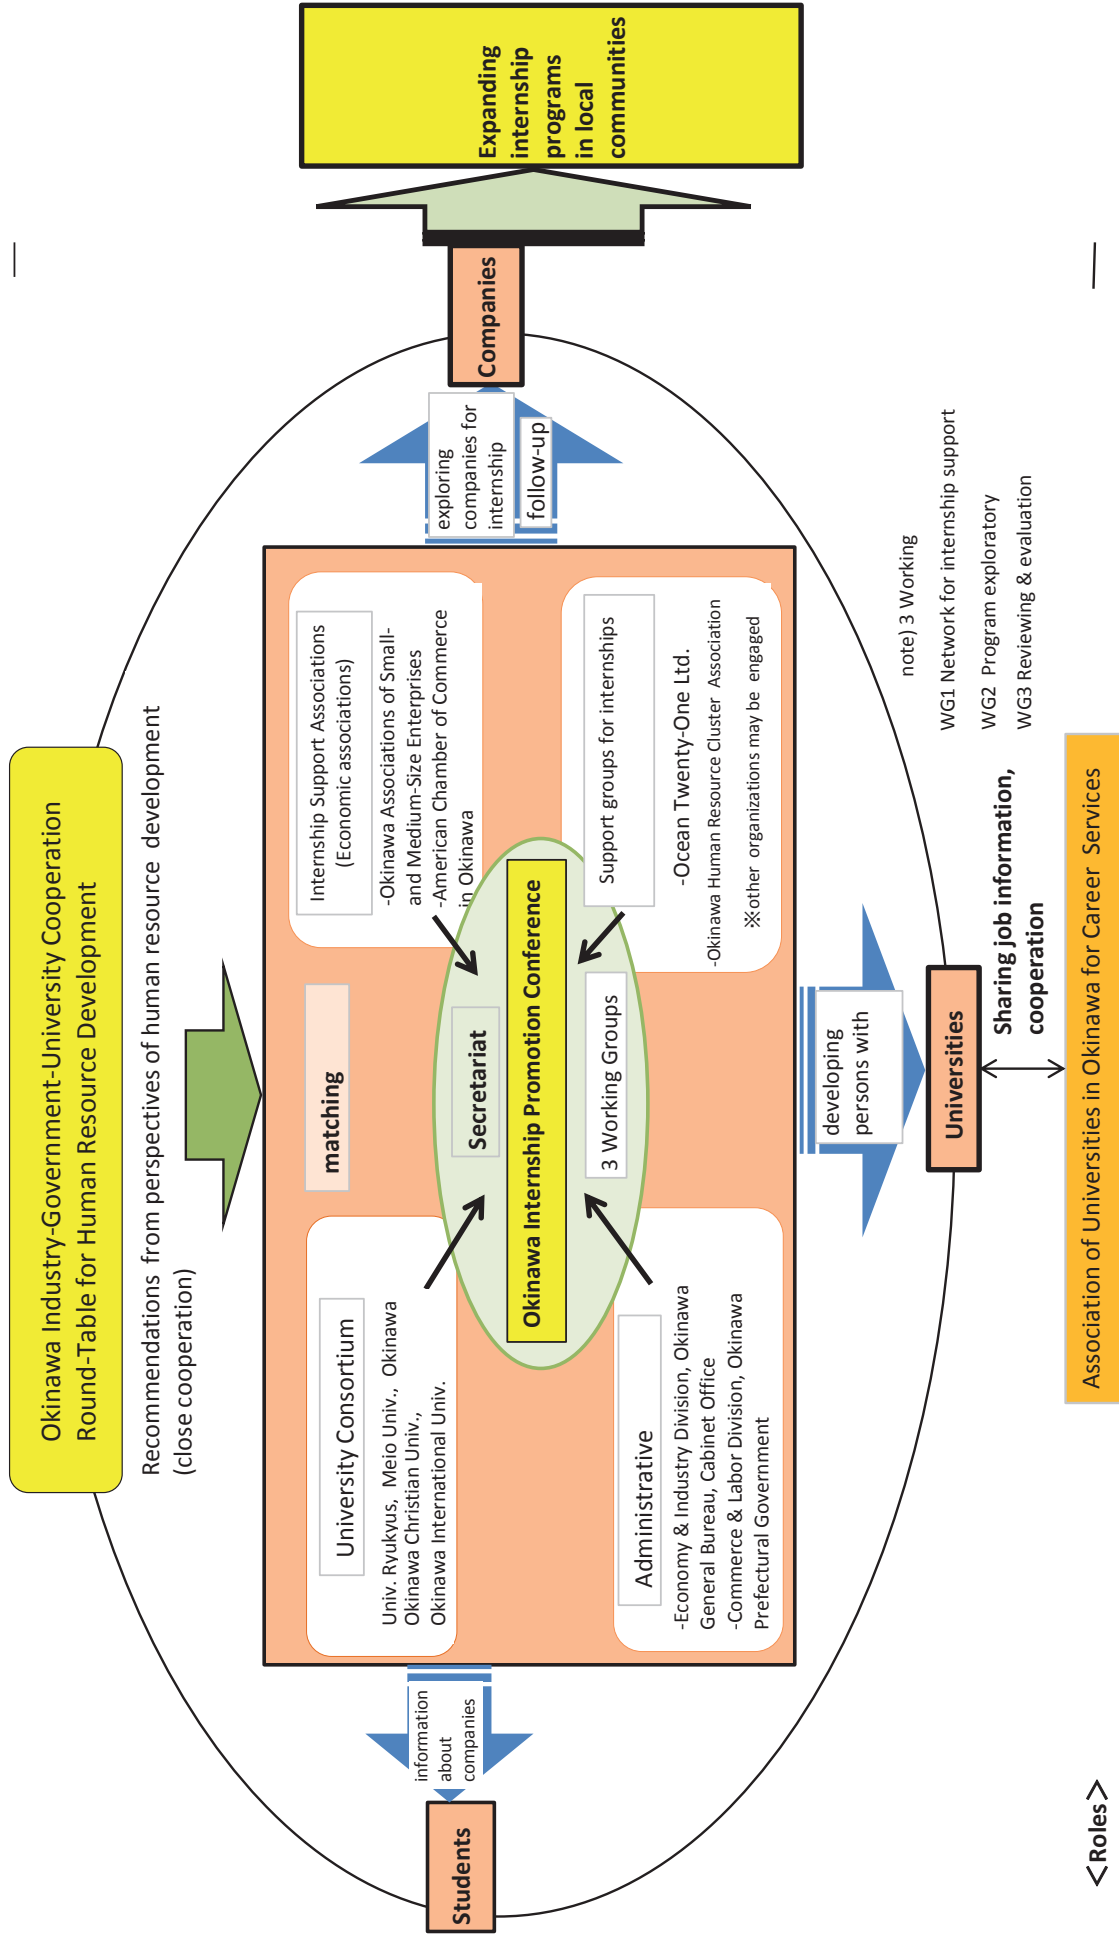 Okinawa Industry-Government-University Cooperation
Round-Table for Human Resource Development
Recommendations from perspectives of human resource development
(close cooperation)
matching
University Consortium
Univ. Ryukyus, Meio Univ., Okinawa
Okinawa Christian Univ.,
Okinawa International Univ.
Internship Support Associations
(Economic associations)
-Okinawa Associations of Small-
and Medium-Size Enterprises
-American Chamber of Commerce
in Okinawa
Secretariat
Okinawa Internship Promotion Conference
3 Working Groups
Administrative
-Economy & Industry Division, Okinawa
General Bureau, Cabinet Office
-Commerce & Labor Division, Okinawa
Prefectural Government
Support groups for internships
-Ocean Twenty-One Ltd.
-Okinawa Human Resource Cluster Association
※other organizations may be engaged
Students
information
about
companies
exploring
companies for
internship
follow-up
Companies
Expanding
internship
programs
in local
communities
developing
persons with
Universities
Sharing job information,
cooperation
note) 3 Working
WG1 Network for internship support
WG2 Program exploratory
WG3 Reviewing & evaluation
Association of Universities in Okinawa for Career Services
<Roles>